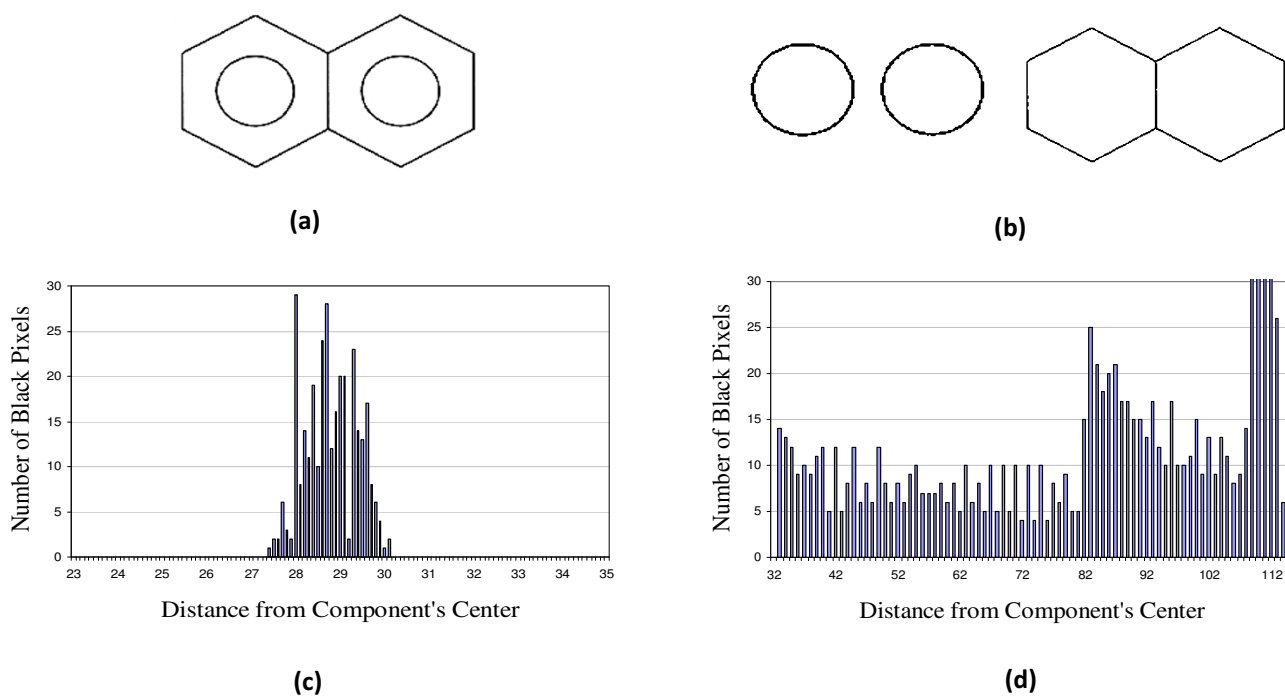 (a)
(b)
Number of Black Pixels
30
25
20
15
10
5
0
23 24 25 26 27 28 29 30 31 32 33 34 35
Distance from Component's Center
(c)
Number of Black Pixels
30
25
20
15
10
5
0
32 42 52 62 72 82 92 102 112
Distance from Component's Center
(d)